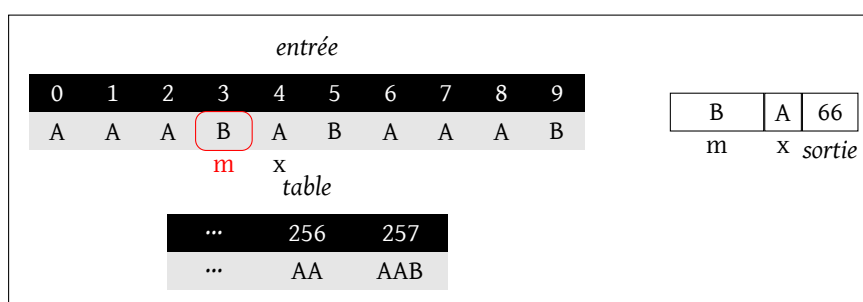 entrée
0 1 2 3 4 5 6 7 8 9
A A A B A B A A A B
m x
B A 66
m x sortie
table
... 256 257
... AA AAB